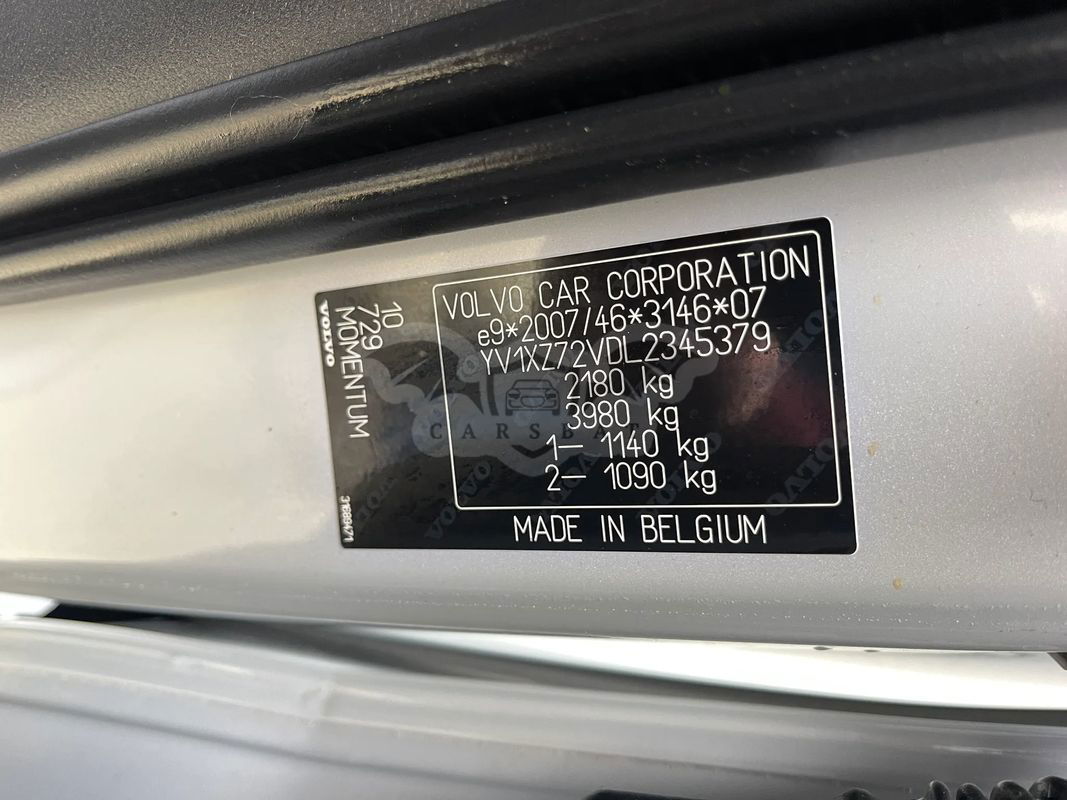 VOLVO CAR CORPORATION
e9*2007/46*3146*07
YV1XZ72VDL2345379
2180 kg
3980 kg
1— 1140 kg
2— 1090 kg
MADE IN BELGIUM
10
729
MOMENTUM
VOLVO
31689471